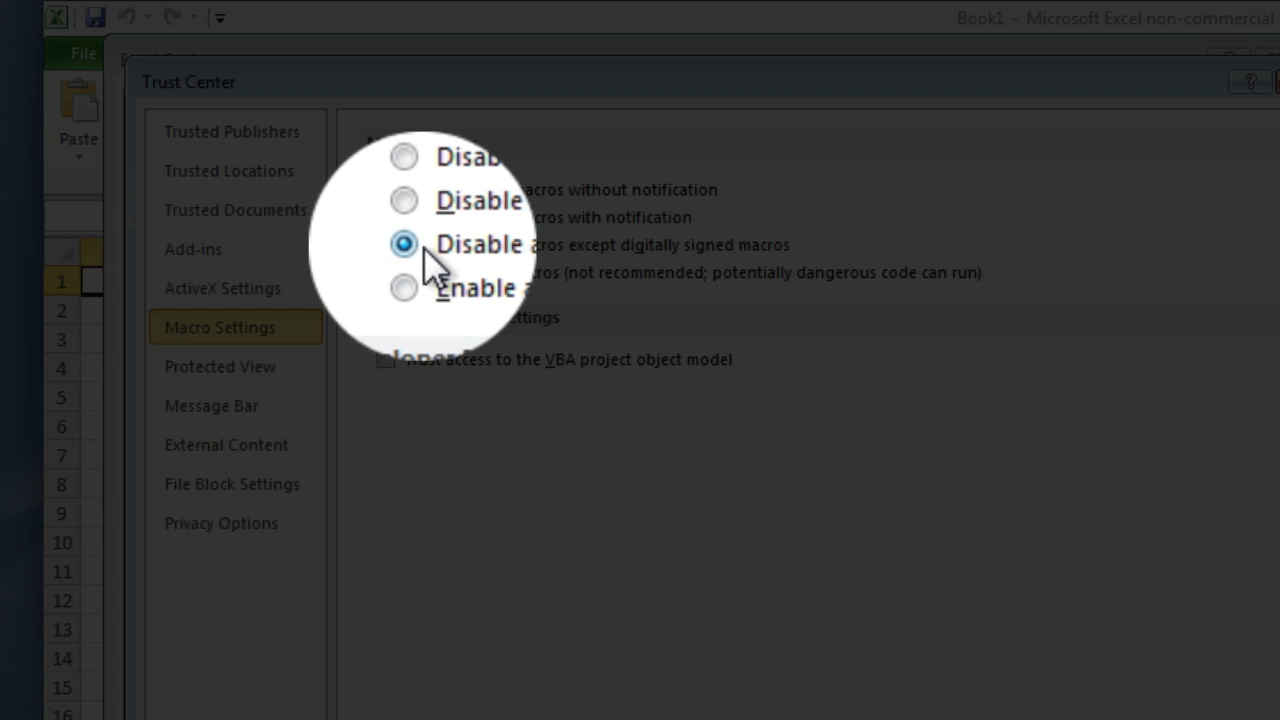 Book1 - Microsoft Excel non-commercial
File
Trust Center
Paste
Trusted Publishers
Trusted Locations
Trusted Documents
Add-ins
ActiveX Settings
Macro Settings
Protected View
Message Bar
External Content
File Block Settings
Privacy Options
Disab acros without notification
Disable cros with notification
Disable a cros except digitally signed macros
Enable a cros (not recommended; potentially dangerous code can run)
ettings
Trust access to the VBA project object model
1
2
3
4
5
6
7
8
9
10
11
12
13
14
15
16